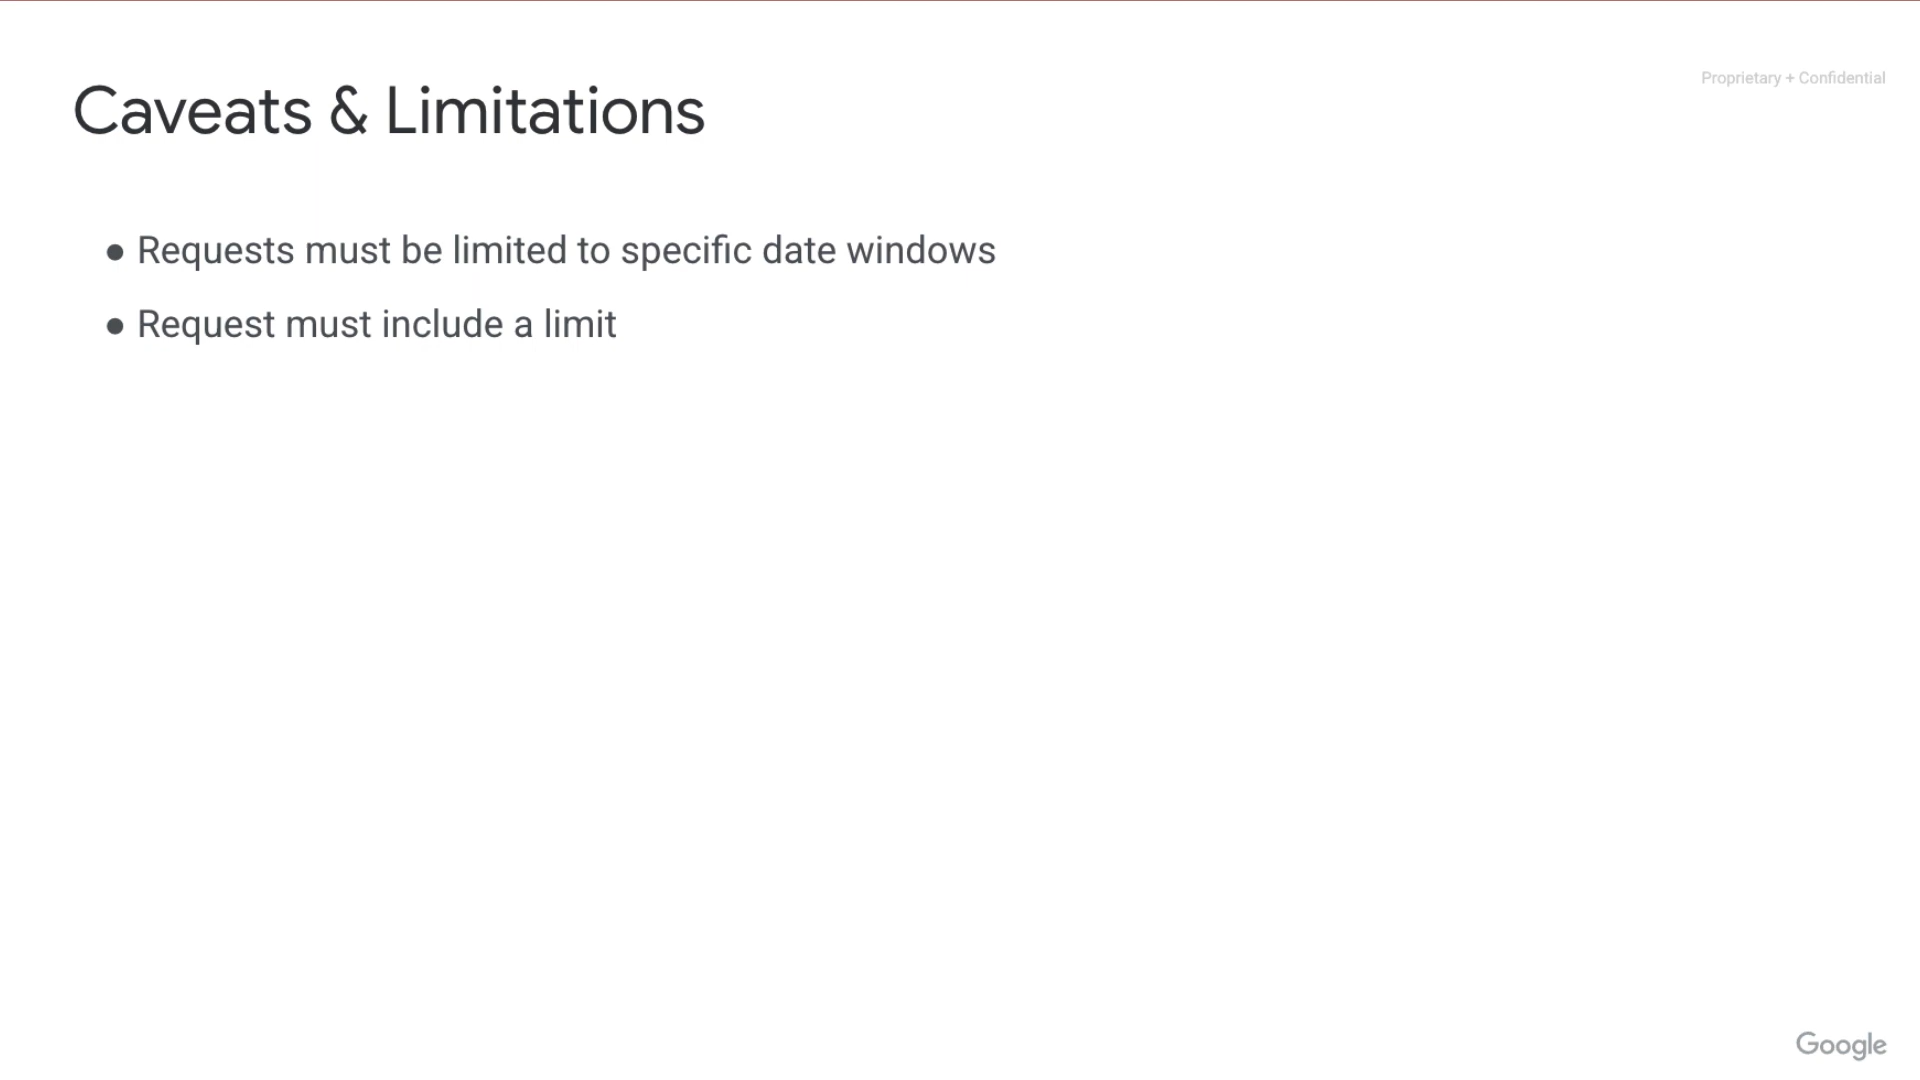 Proprietary + Confidential
Caveats & Limitations
● Requests must be limited to specific date windows
● Request must include a limit
Google